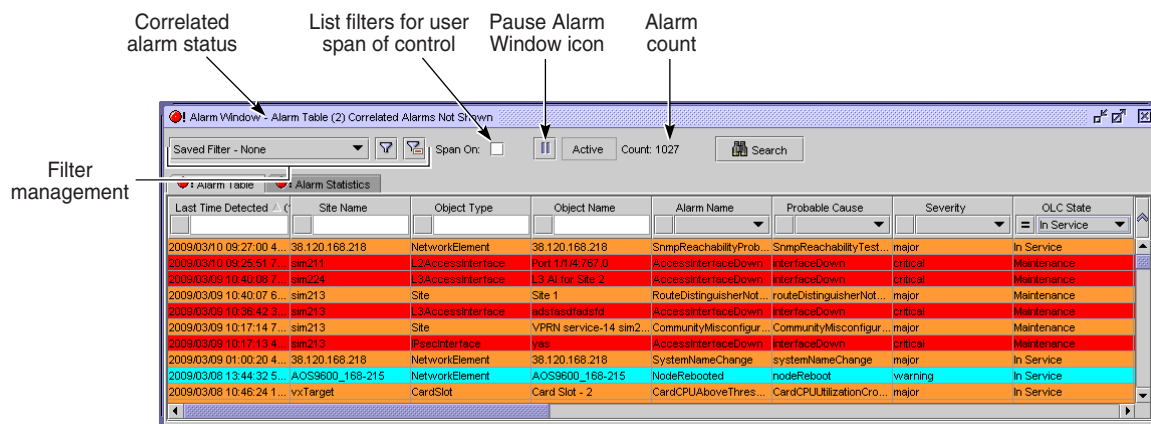 Correlated
alarm status
List filters for user
span of control
Pause Alarm
Window icon
Alarm
count
Filter
management
Alarm Window - Alarm Table (2) Correlated Alarms Not Shown
Saved Filter - None Span On: Active Count: 1027 Search
Alarm Table Alarm Statistics
Last Time Detected Site Name Object Type Object Name Alarm Name Probable Cause Severity OLC State
= In Service
2009/03/10 09:27:00 4... 38.120.168.218 NetworkElement 38.120.168.218 SnmpReachabilityProb... SnmpReachabilityTest... major In Service
2009/03/10 09:25:51 7... sim211 L2AccessInterface Port 1/1/4:767.0 AccessInterfaceDown interfaceDown critical Maintenance
2009/03/09 10:40:08 7... sim224 L3AccessInterface L3 AI for Site 2 AccessInterfaceDown interfaceDown critical Maintenance
2009/03/09 10:40:07 6... sim213 Site Site 1 RouteDistinguisherNot... routeDistinguisherNot... major Maintenance
2009/03/09 10:36:42 3... sim213 L3AccessInterface adsfasdfadsfd AccessInterfaceDown interfaceDown critical Maintenance
2009/03/09 10:17:14 7... sim213 Site VPRN service-14 sim2... CommunityMisconfigur... CommunityMisconfigur... major Maintenance
2009/03/09 10:17:13 4... sim213 IPsecInterface yas AccessInterfaceDown interfaceDown critical Maintenance
2009/03/09 01:00:20 4... 38.120.168.218 NetworkElement 38.120.168.218 SystemNameChange systemNameChange major In Service
2009/03/08 13:44:32 5... AOS9600_168-215 NetworkElement AOS9600_168-215 NodeRebooted nodeReboot warning In Service
2009/03/08 10:46:24 1... vxTarget CardSlot Card Slot - 2 CardCPUAboveThres... CardCPUUtilizationCro... major In Service